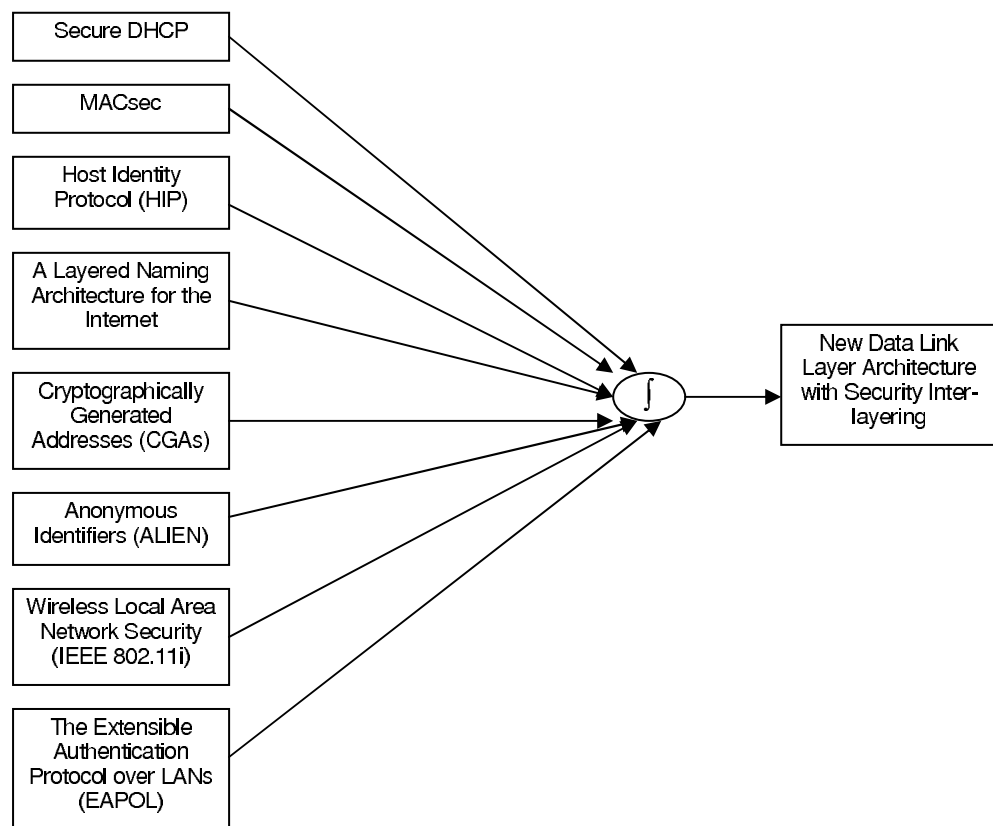 Secure DHCP
MACsec
Host Identity
Protocol (HIP)
A Layered Naming
Architecture for the
Internet
Cryptographically
Generated
Addresses (CGAs)
Anonymous
Identifiers (ALIEN)
Wireless Local Area
Network Security
(IEEE 802.11i)
The Extensible
Authentication
Protocol over LANs
(EAPOL)
∫
New Data Link
Layer Architecture
with Security Inter-
layering